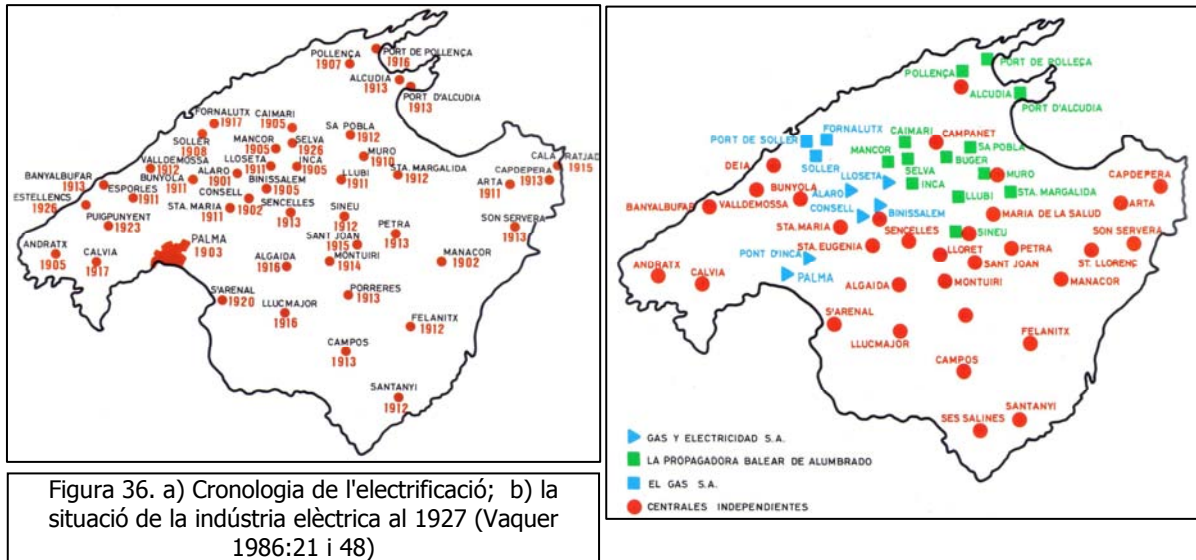 POLLENÇA
1907
PORT DE POLLENÇA
1916
ALCUDIA
1913
PORT D'ALCUDIA
1913
FORNALUTX
1917
CAIMARI
1905
SOLLER
1908
MANCOR
1905
SELVA
1926
SA POBLA
1912
VALLDEMOSSA
1912
LLOSETA
1911
INCA
1905
MURO
1910
CALA RATJAD
1915
BUNYOLA
1911
ALARO
1901
BINISSALEM
1905
LLUBI
1911
STA. MARGALIDA
1912
CAPDEPERA
1913
BANYALBUFAR
1913
ESPORLES
1911
CONSELL
1902
ARTA
1911
ESTELLENCS
1926
STA. MARIA
1911
SENCELLES
1913
SINEU
1912
PUIGPUNYENT
1923
PETRA
1913
SON SERVERA
1913
ANDRATX
1905
CALVIA
1917
PALMA
1903
SANT JOAN
1915
ALGAIDA
1916
MONTUIRI
1914
MANACOR
1902
S'ARENAL
1920
PORRERES
1913
LLUCMAJOR
1916
FELANITX
1912
CAMPOS
1913
SANTANYI
1912
Figura 36. a) Cronologia de l'electrificació; b) la
situació de la indústria elèctrica al 1927 (Vaquer
1986:21 i 48)
PORT DE POLLEÇA
POLLENÇA
ALCUDIA
PORT D'ALCUDIA
FORNALUTX
PORT DE SOLLER
CAIMARI
CAMPANET
SOLLER
MANCOR
SA POBLA
BUGER
DEIA
LLOSETA
SELVA
MURO
INCA
CAPDEPERA
BUNYOLA
ALARO
LLUBI
STA. MARGALIDA
BANYALBUFAR
VALLDEMOSSA
CONSELL
BINISSALEM
MARIA DE LA SALUD
ARTA
STA. MARIA
SENCELLES
SINEU
SON SERVERA
STA. EUGENIA
LLORET
PETRA
PONT D'INCA
SANT JOAN
ST. LLORENÇ
ANDRATX
CALVIA
PALMA
ALGAIDA
MONTUIRI
MANACOR
S'ARENAL
LLUCMAJOR
FELANITX
CAMPOS
SES SALINES
SANTANYI
GAS Y ELECTRICIDAD S.A.
LA PROPAGADORA BALEAR DE ALUMBRADO
EL GAS S.A.
CENTRALES INDEPENDIENTES